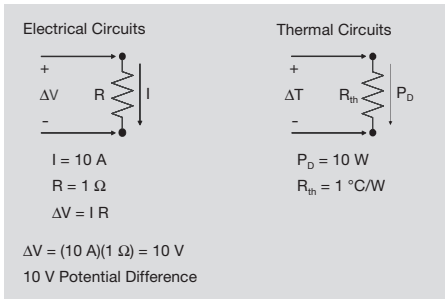 Electrical Circuits
+
ΔV
R
I
-
I = 10 A
R = 1 Ω
ΔV = I R
ΔV = (10 A)(1 Ω) = 10 V
10 V Potential Difference
Thermal Circuits
+
ΔT
Rth
PD
-
PD = 10 W
Rth = 1 °C/W